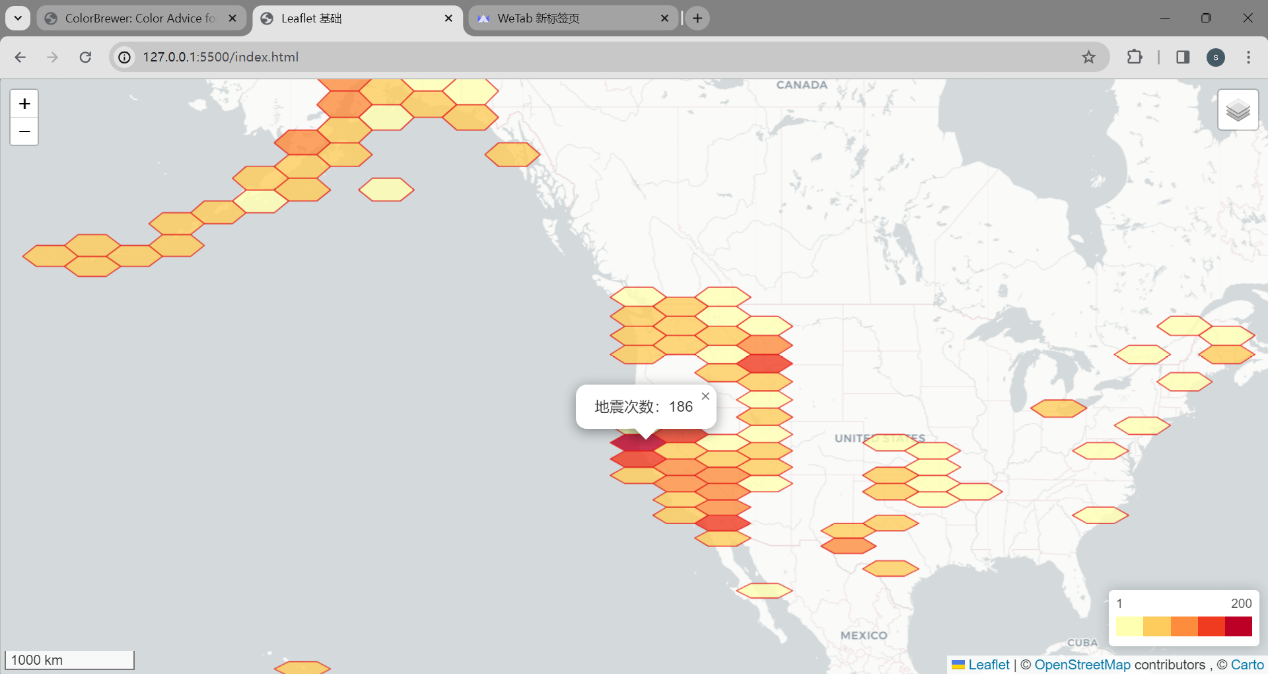 ColorBrewer: Color Advice fo
Leaflet 基础
WeTab 新标签页
127.0.0.1:5500/index.html
S
CANADA
地震次数：186
UNITED STATES
1
200
MEXICO
CUBA
1000 km
Leaflet | © OpenStreetMap contributors , © Carto